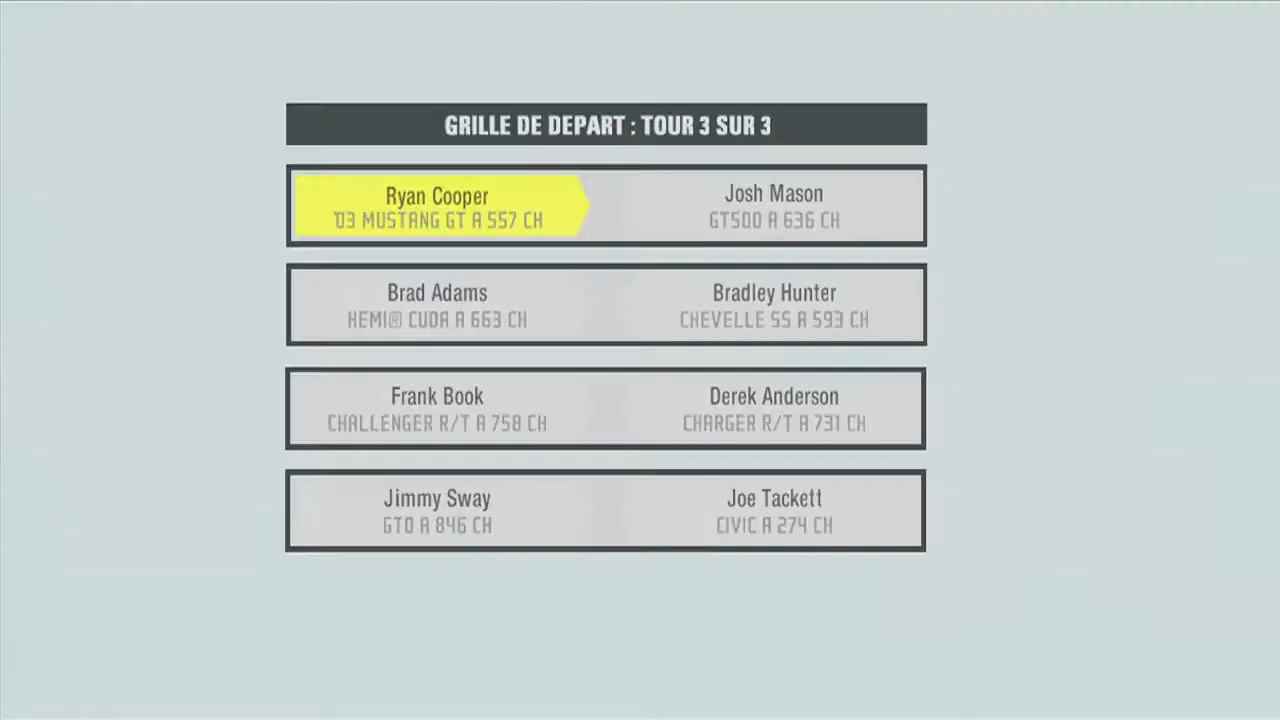 GRILLE DE DEPART : TOUR 3 SUR 3
Ryan Cooper
'03 MUSTANG GT A 557 CH
Josh Mason
GT500 A 636 CH
Brad Adams
HEMI® CUDA A 663 CH
Bradley Hunter
CHEVELLE SS A 593 CH
Frank Book
CHALLENGER R/T A 758 CH
Derek Anderson
CHARGER R/T A 731 CH
Jimmy Sway
GTO A 846 CH
Joe Tackett
CIVIC A 274 CH